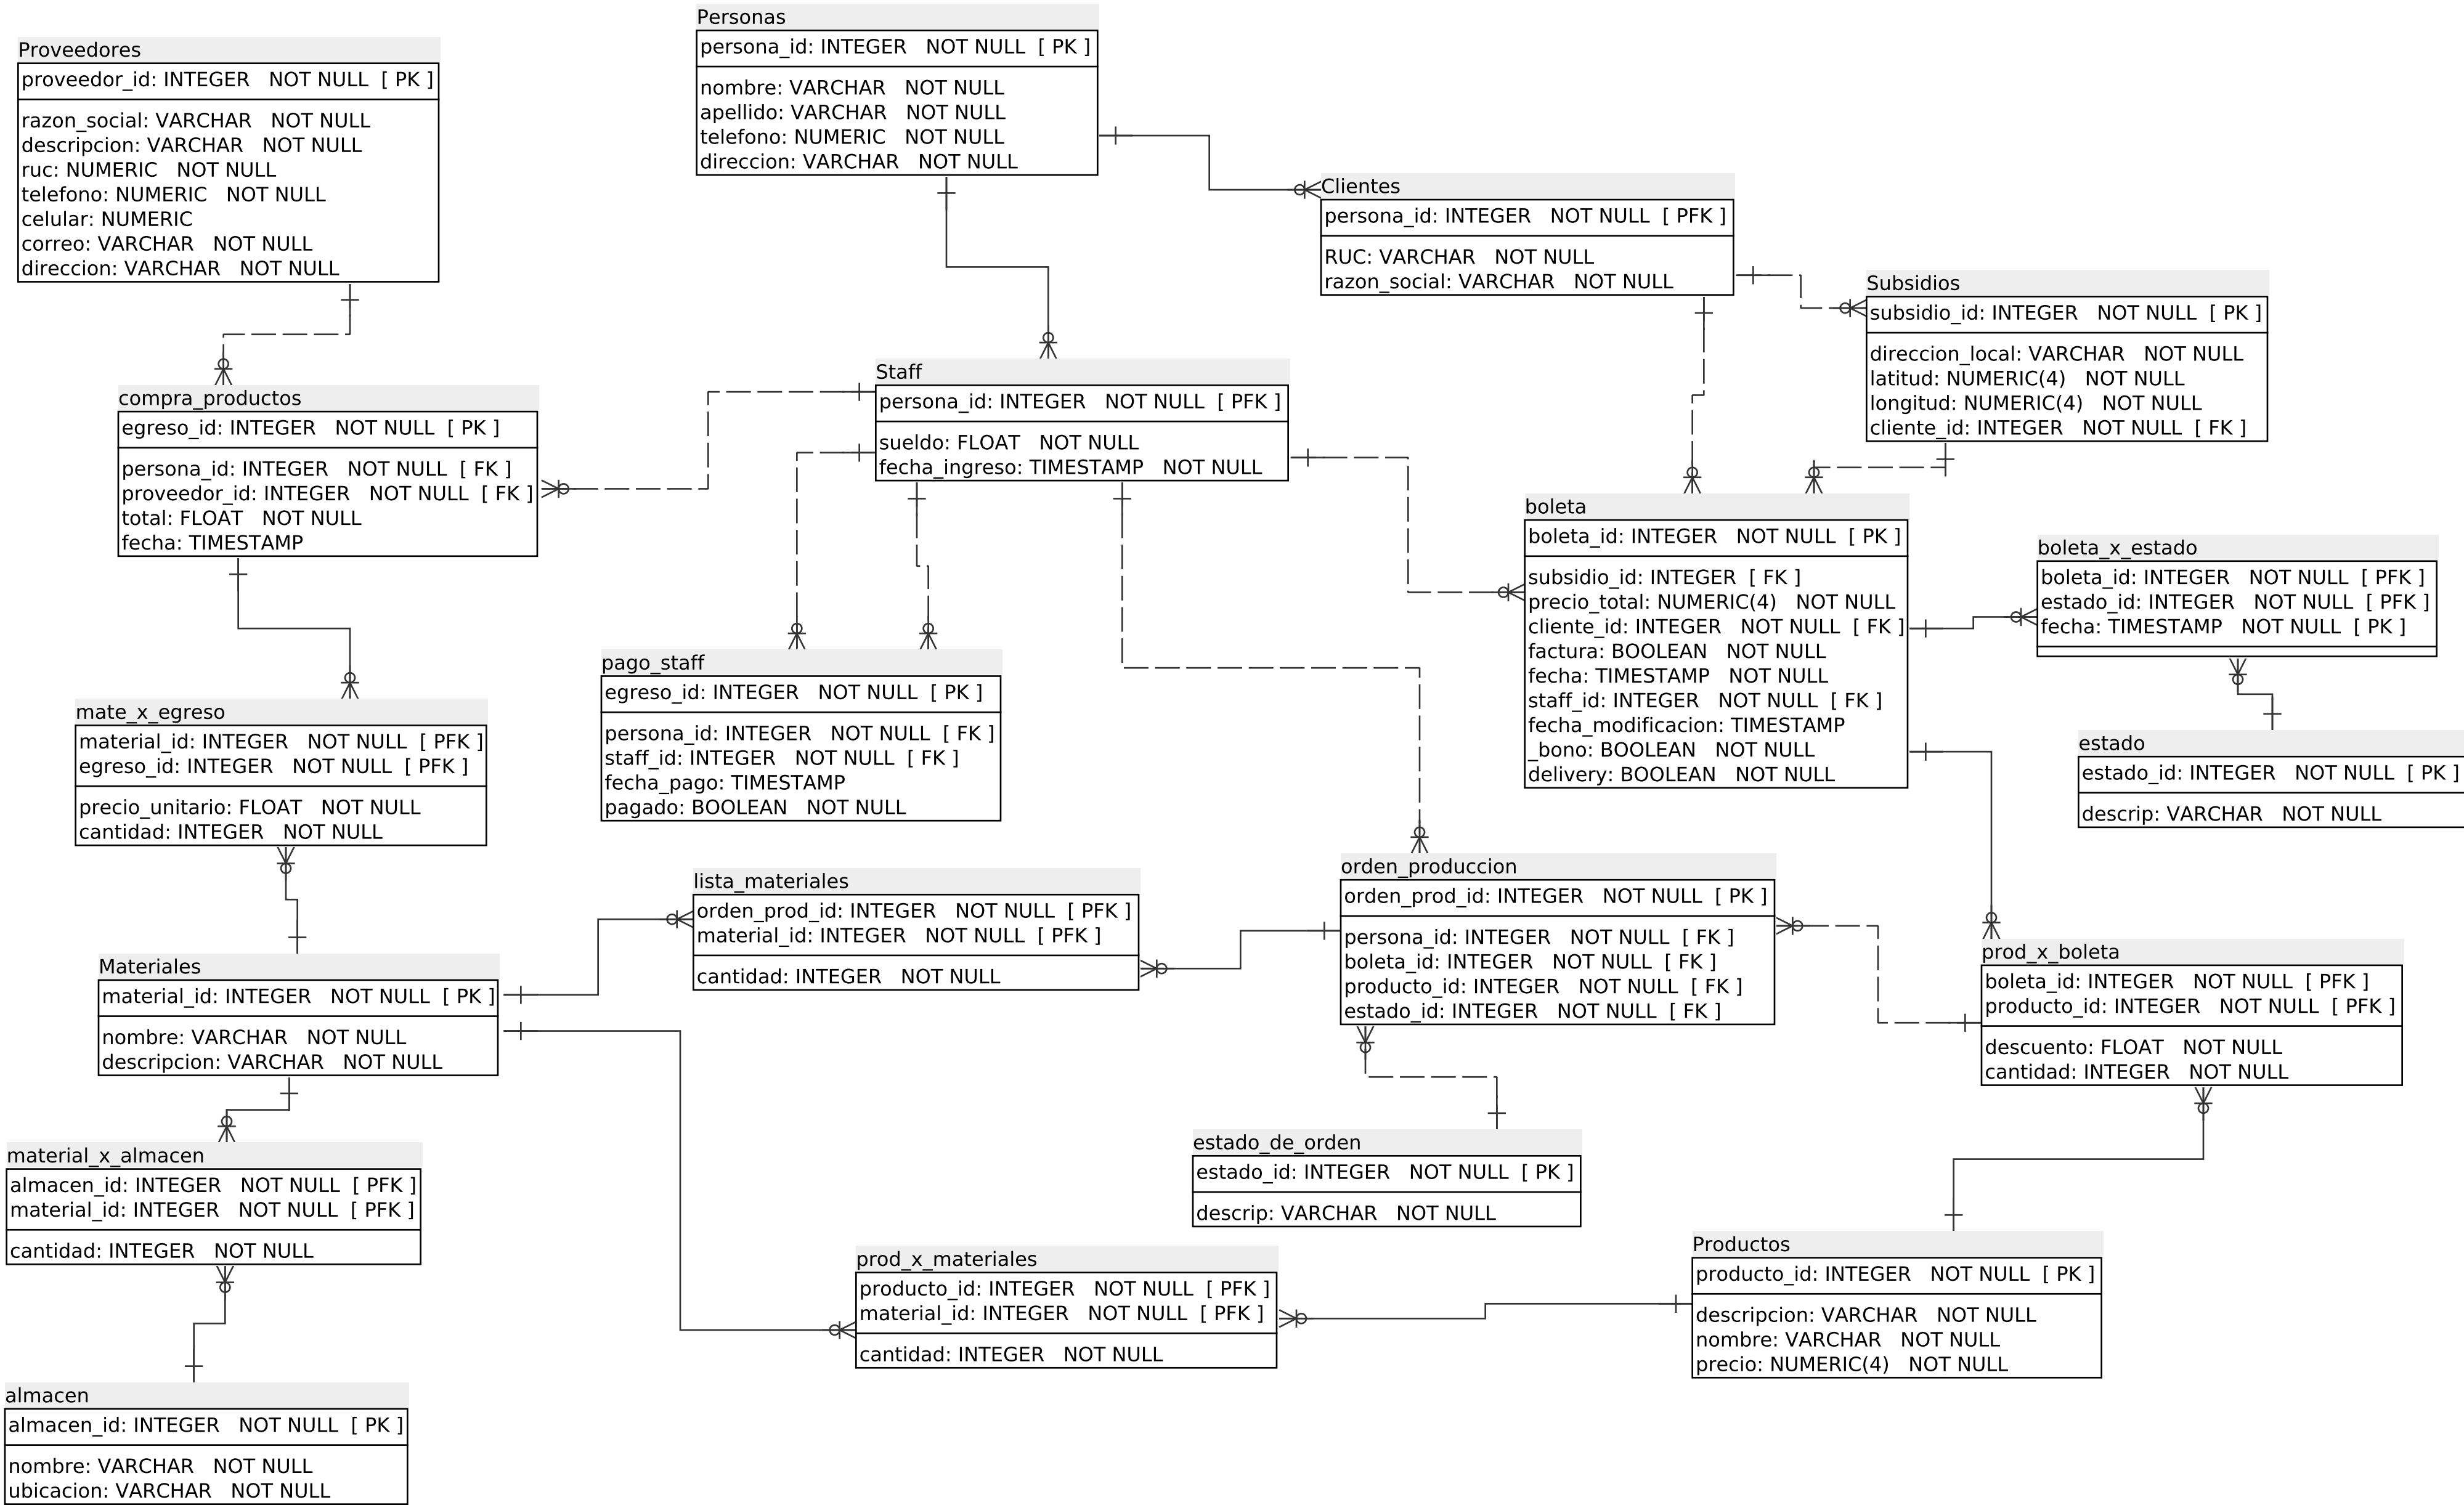 Personas
persona_id: INTEGER NOT NULL [ PK ]
nombre: VARCHAR NOT NULL
apellido: VARCHAR NOT NULL
telefono: NUMERIC NOT NULL
direccion: VARCHAR NOT NULL
Proveedores
proveedor_id: INTEGER NOT NULL [ PK ]
razon_social: VARCHAR NOT NULL
descripcion: VARCHAR NOT NULL
ruc: NUMERIC NOT NULL
telefono: NUMERIC NOT NULL
celular: NUMERIC
correo: VARCHAR NOT NULL
direccion: VARCHAR NOT NULL
Clientes
persona_id: INTEGER NOT NULL [ PFK ]
RUC: VARCHAR NOT NULL
razon_social: VARCHAR NOT NULL
Subsidios
subsidio_id: INTEGER NOT NULL [ PK ]
direccion_local: VARCHAR NOT NULL
latitud: NUMERIC(4) NOT NULL
longitud: NUMERIC(4) NOT NULL
cliente_id: INTEGER NOT NULL [ FK ]
Staff
persona_id: INTEGER NOT NULL [ PFK ]
sueldo: FLOAT NOT NULL
fecha_ingreso: TIMESTAMP NOT NULL
compra_productos
egreso_id: INTEGER NOT NULL [ PK ]
persona_id: INTEGER NOT NULL [ FK ]
proveedor_id: INTEGER NOT NULL [ FK ]
total: FLOAT NOT NULL
fecha: TIMESTAMP
boleta
boleta_id: INTEGER NOT NULL [ PK ]
subsidio_id: INTEGER [ FK ]
precio_total: NUMERIC(4) NOT NULL
cliente_id: INTEGER NOT NULL [ FK ]
factura: BOOLEAN NOT NULL
fecha: TIMESTAMP NOT NULL
staff_id: INTEGER NOT NULL [ FK ]
fecha_modificacion: TIMESTAMP
_bono: BOOLEAN NOT NULL
delivery: BOOLEAN NOT NULL
boleta_x_estado
boleta_id: INTEGER NOT NULL [ PFK ]
estado_id: INTEGER NOT NULL [ PFK ]
fecha: TIMESTAMP NOT NULL [ PK ]
pago_staff
egreso_id: INTEGER NOT NULL [ PK ]
persona_id: INTEGER NOT NULL [ FK ]
staff_id: INTEGER NOT NULL [ FK ]
fecha_pago: TIMESTAMP
pagado: BOOLEAN NOT NULL
mate_x_egreso
material_id: INTEGER NOT NULL [ PFK ]
egreso_id: INTEGER NOT NULL [ PFK ]
precio_unitario: FLOAT NOT NULL
cantidad: INTEGER NOT NULL
estado
estado_id: INTEGER NOT NULL [ PK ]
descrip: VARCHAR NOT NULL
orden_produccion
orden_prod_id: INTEGER NOT NULL [ PK ]
persona_id: INTEGER NOT NULL [ FK ]
boleta_id: INTEGER NOT NULL [ FK ]
producto_id: INTEGER NOT NULL [ FK ]
estado_id: INTEGER NOT NULL [ FK ]
lista_materiales
orden_prod_id: INTEGER NOT NULL [ PFK ]
material_id: INTEGER NOT NULL [ PFK ]
cantidad: INTEGER NOT NULL
prod_x_boleta
boleta_id: INTEGER NOT NULL [ PFK ]
producto_id: INTEGER NOT NULL [ PFK ]
descuento: FLOAT NOT NULL
cantidad: INTEGER NOT NULL
Materiales
material_id: INTEGER NOT NULL [ PK ]
nombre: VARCHAR NOT NULL
descripcion: VARCHAR NOT NULL
estado_de_orden
estado_id: INTEGER NOT NULL [ PK ]
descrip: VARCHAR NOT NULL
material_x_almacen
almacen_id: INTEGER NOT NULL [ PFK ]
material_id: INTEGER NOT NULL [ PFK ]
cantidad: INTEGER NOT NULL
Productos
producto_id: INTEGER NOT NULL [ PK ]
descripcion: VARCHAR NOT NULL
nombre: VARCHAR NOT NULL
precio: NUMERIC(4) NOT NULL
prod_x_materiales
producto_id: INTEGER NOT NULL [ PFK ]
material_id: INTEGER NOT NULL [ PFK ]
cantidad: INTEGER NOT NULL
almacen
almacen_id: INTEGER NOT NULL [ PK ]
nombre: VARCHAR NOT NULL
ubicacion: VARCHAR NOT NULL